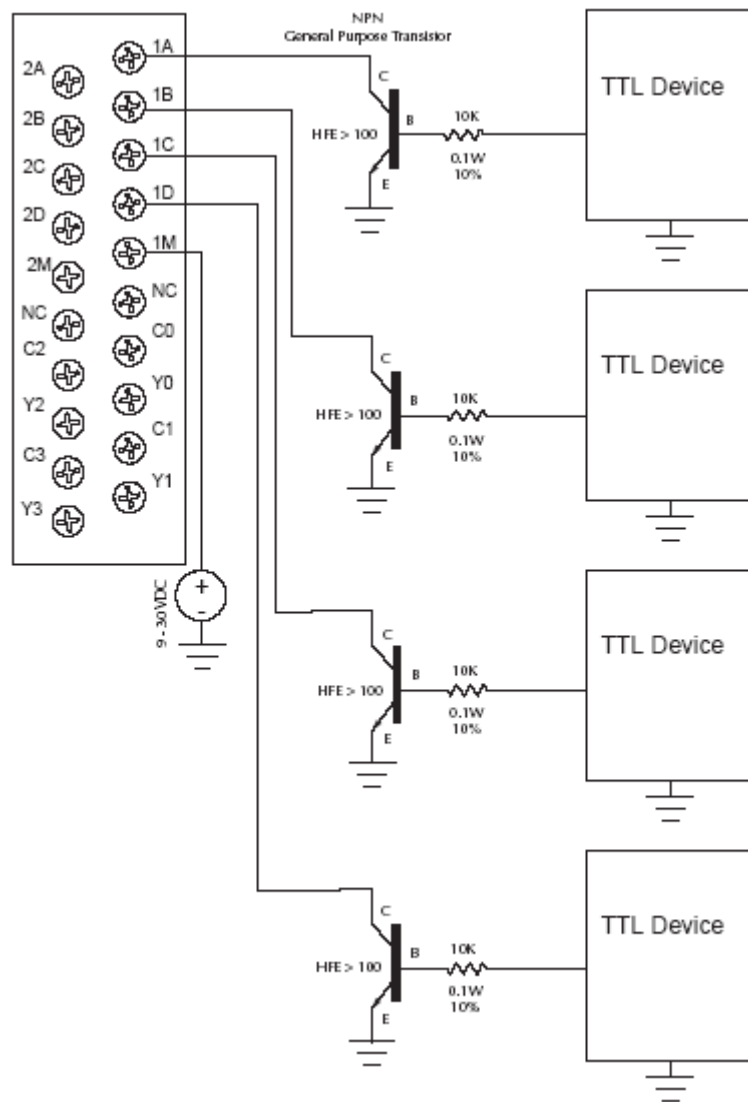 NPN
General Purpose Transistor
1A
2A
1B
2B
1C
2C
1D
2D
1M
2M
NC
NC
C0
C2
Y0
Y2
C1
C3
Y1
Y3
9 - 30VDC
+
-
C
HFE > 100
B
E
10K
0.1W
10%
TTL Device
C
HFE > 100
B
E
10K
0.1W
10%
TTL Device
C
HFE > 100
B
E
10K
0.1W
10%
TTL Device
C
HFE > 100
B
E
10K
0.1W
10%
TTL Device